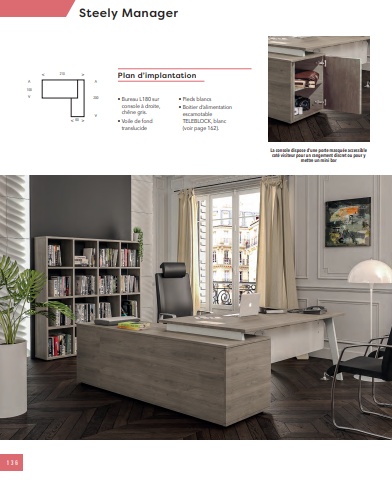 Steely Manager
Plan d'implantation
• Bureau L180 sur
console à droite,
chêne gris.
• Voile de fond
translucide
• Pieds blancs
• Boitier d'alimentation
escamotable
TELEBLOCK, blanc
(voir page 162)
La console dispose d'une porte masquée accessible
coté visiteur pour un rangement discret ou pour y
mettre un mini bar
136